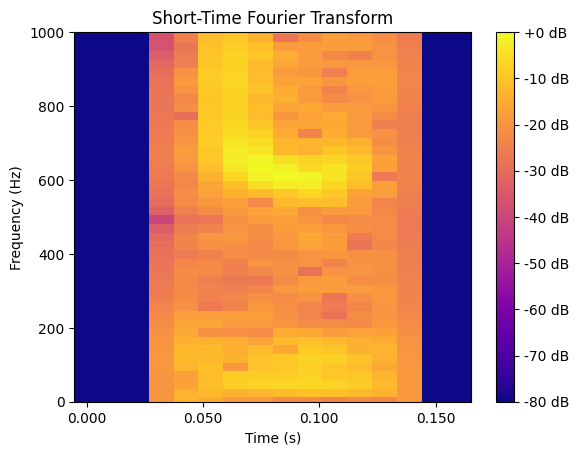 Short-Time Fourier Transform
Frequency (Hz)
1000
800
600
400
200
0
0.000
0.050
0.100
0.150
Time (s)
+0 dB
-10 dB
-20 dB
-30 dB
-40 dB
-50 dB
-60 dB
-70 dB
-80 dB